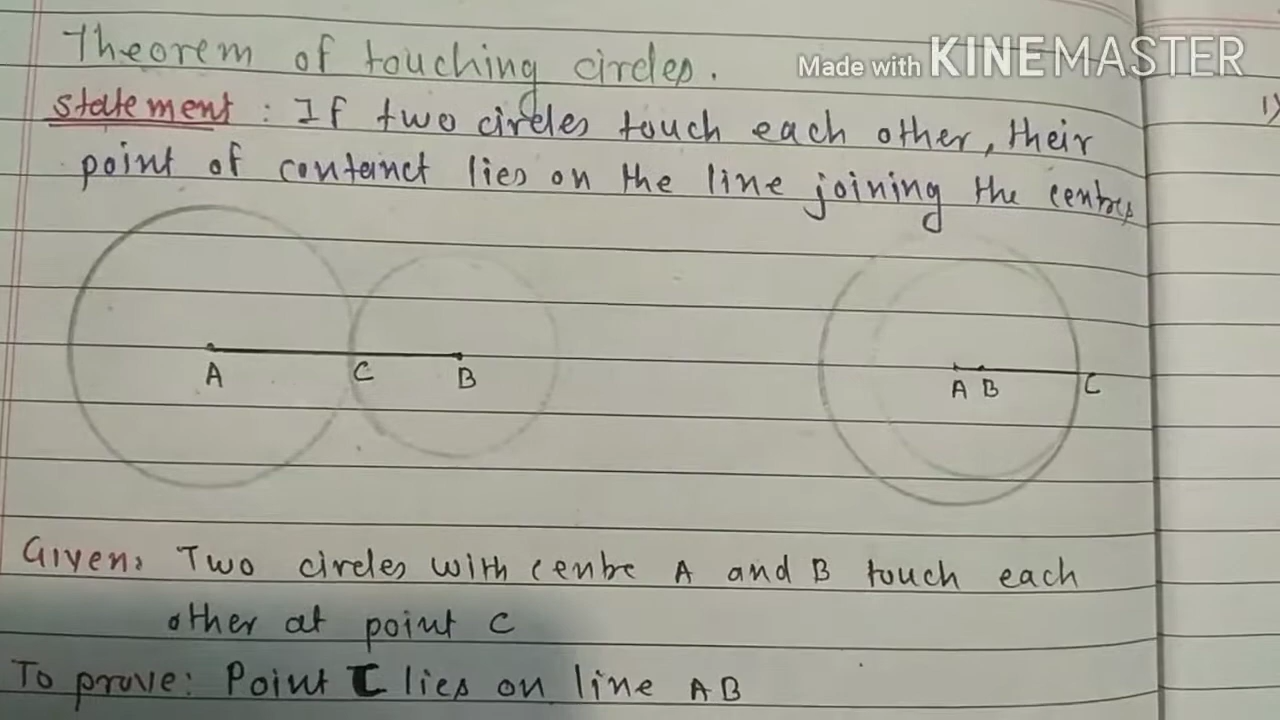 Theorem of touching circles.
Made with KINEMASTER
statement : If two circles touch each other, their
point of containct lies on the line joining the centres
1)
A C B
A B C
Given: Two circles with centre A and B touch each
other at point C
To prove: Point C lies on line AB